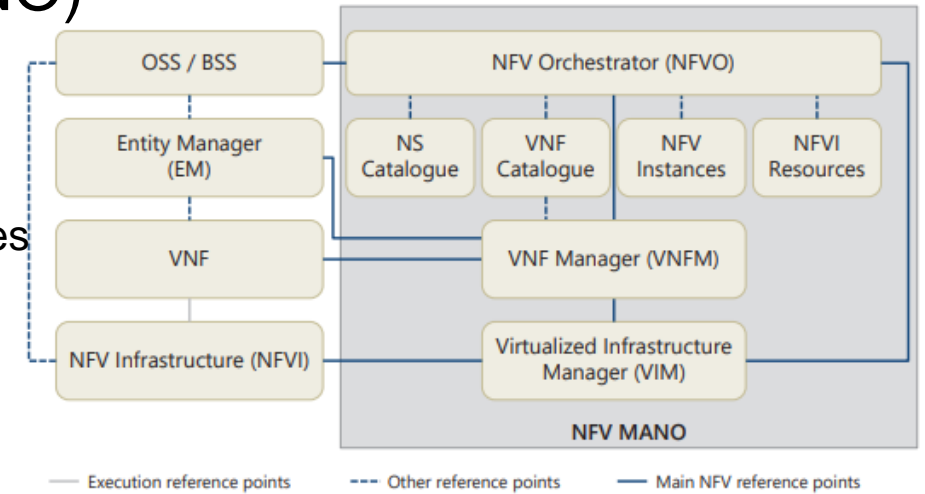 OSS / BSS
NFV Orchestrator (NFVO)
Entity Manager
(EM)
NS
Catalogue
VNF
Catalogue
NFV
Instances
NFVI
Resources
es
VNF
VNF Manager (VNFM)
NFV Infrastructure (NFVI)
Virtualized Infrastructure
Manager (VIM)
NFV MANO
Execution reference points
Other reference points
Main NFV reference points